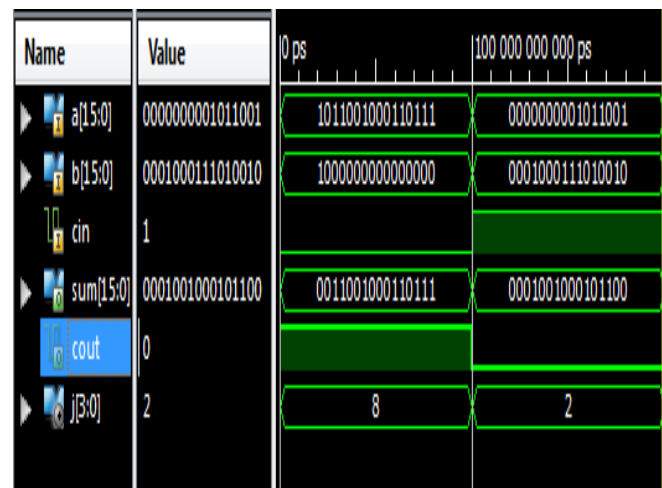 Name Value 0 ps 100 000 000 000 ps
a[15:0] 0000000001011001 1011001000110111 0000000001011001
b[15:0] 0001000111010010 1000000000000000 0001000111010010
cin 1
sum[15:0] 0001001000101100 0011001000110111 0001001000101100
cout 0
j[3:0] 2 8 2